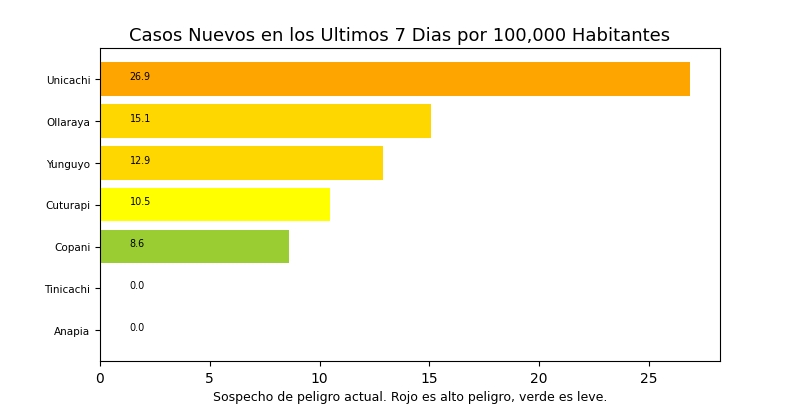 Casos Nuevos en los Ultimos 7 Dias por 100,000 Habitantes
Unicachi 26.9
Ollaraya 15.1
Yunguyo 12.9
Cuturapi 10.5
Copani 8.6
Tinicachi 0.0
Anapia 0.0
0 5 10 15 20 25
Sospecho de peligro actual. Rojo es alto peligro, verde es leve.